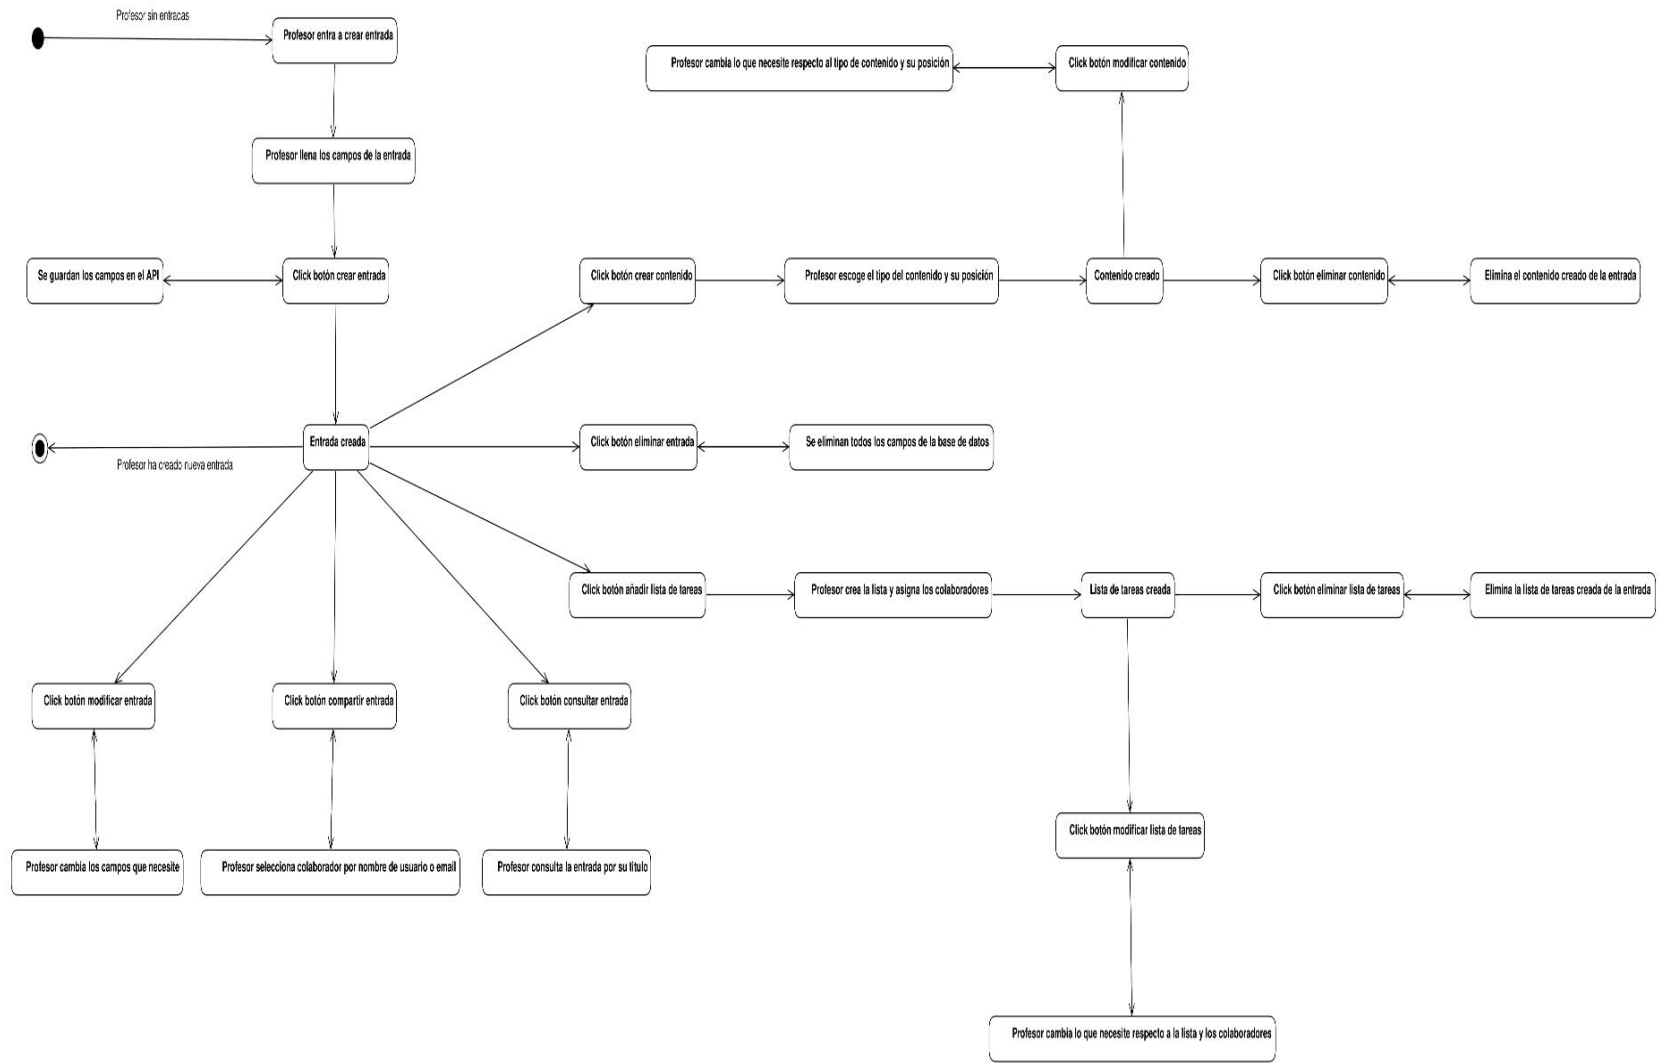 Profesor sin entracas
Profesor entra a crear entrada
Profesor cambia lo que necesite respecto al tipo de contenido y su posición
Click botón modificar contenido
Profesor llena los campos de la entrada
Se guardan los campos en el API
Click botón crear entrada
Click botón crear contenido
Profesor escoge el tipo del contenido y su posición
Contenido creado
Click botón eliminar contenido
Elimina el contenido creado de la entrada
Entrada creada
Click botón eliminar entrada
Se eliminan todos los campos de la base de datos
Profesor ha creado nueva entrada
Click botón añadir lista de tareas
Profesor crea la lista y asigna los colaboradores
Lista de tareas creada
Click botón eliminar lista de tareas
Elimina la lista de tareas creada de la entrada
Click botón modificar entrada
Click botón compartir entrada
Click botón consultar entrada
Click botón modificar lista de tareas
Profesor cambia los campos que necesite
Profesor selecciona colaborador por nombre de usuario o email
Profesor consulta la entrada por su título
Profesor cambia lo que necesite respecto a la lista y los colaboradores